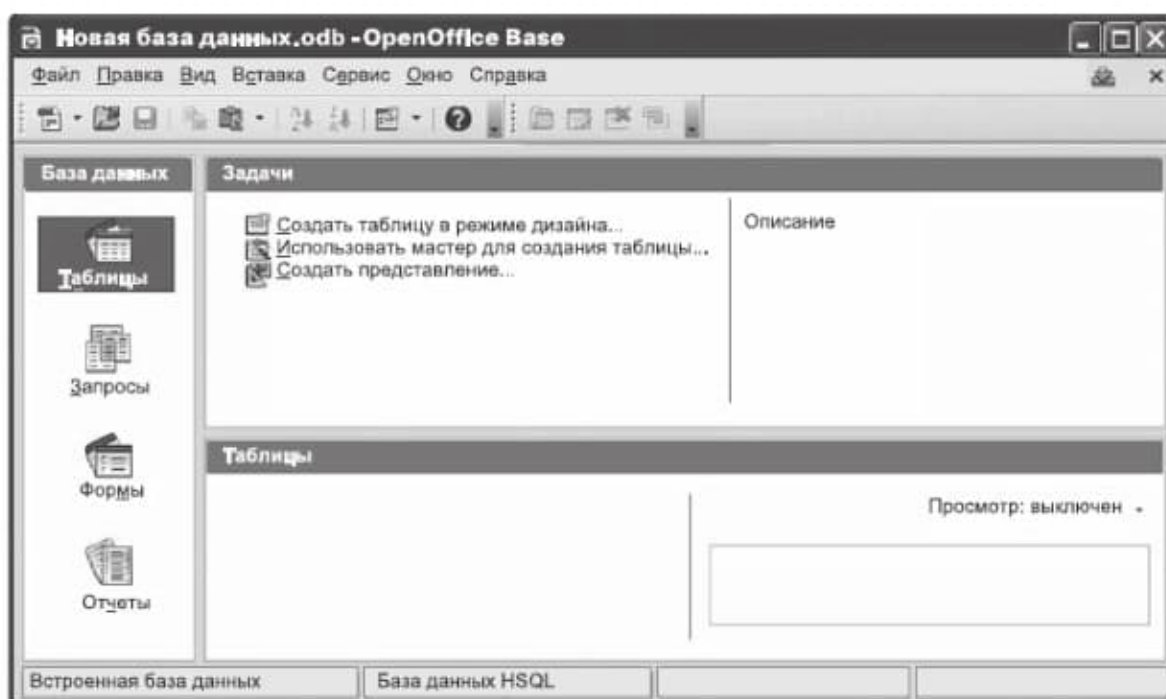 Новая база данных.odb - OpenOffice Base
Файл Правка Вид Вставка Сервис Окно Справка
База данных
Задачи
Таблицы
Запросы
Формы
Отчеты
Создать таблицу в режиме дизайна...
Использовать мастер для создания таблицы...
Создать представление...
Описание
Таблицы
Просмотр: выключен
Встроенная база данных
База данных HSQL